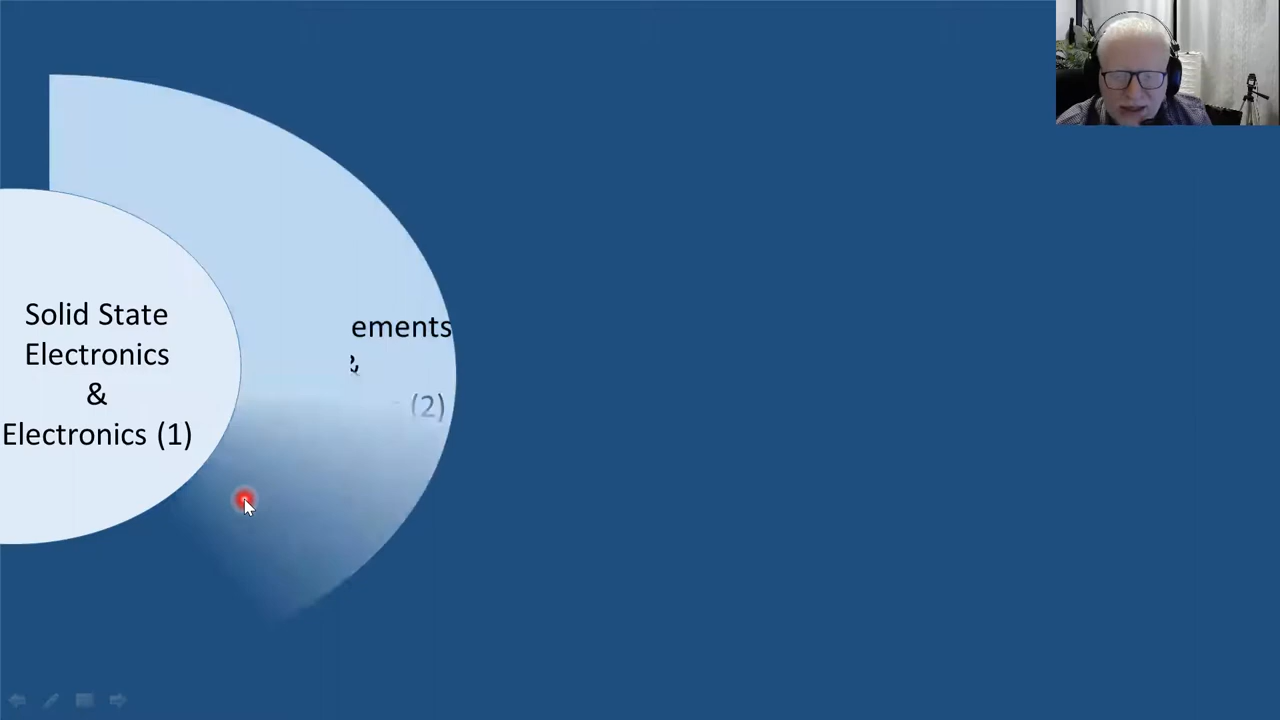 Solid State
Electronics
&
Electronics (1)
ements
&
(2)